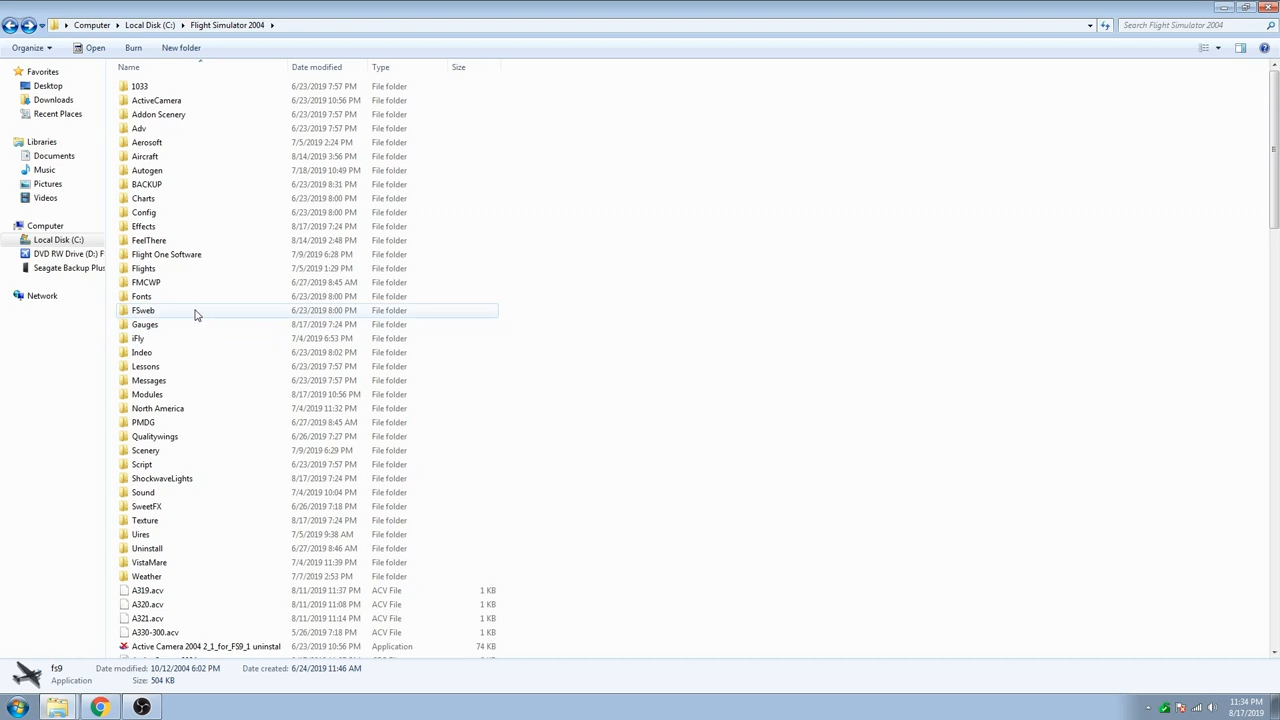 Computer Local Disk (C:) Flight Simulator 2004 Search Flight Simulator 2004
Organize Open Burn New folder
Favorites
Desktop
Downloads
Recent Places
Libraries
Documents
Music
Pictures
Videos
Computer
Local Disk (C:)
DVD RW Drive (D:) F
Seagate Backup Plus
Network
Name Date modified Type Size
1033 6/23/2019 7:57 PM File folder
ActiveCamera 6/23/2019 10:56 PM File folder
Addon Scenery 6/23/2019 7:57 PM File folder
Adv 6/23/2019 7:57 PM File folder
Aerosoft 7/5/2019 2:24 PM File folder
Aircraft 8/14/2019 3:56 PM File folder
Autogen 7/18/2019 10:49 PM File folder
BACKUP 6/23/2019 8:31 PM File folder
Charts 6/23/2019 8:00 PM File folder
Config 6/23/2019 8:00 PM File folder
Effects 8/17/2019 7:24 PM File folder
FeelThere 8/14/2019 2:48 PM File folder
Flight One Software 7/9/2019 6:28 PM File folder
Flights 7/5/2019 1:29 PM File folder
FMCWP 6/27/2019 8:45 AM File folder
Fonts 6/23/2019 8:00 PM File folder
FSweb 6/23/2019 8:00 PM File folder
Gauges 8/17/2019 7:24 PM File folder
iFly 7/4/2019 11:39 PM File folder
Indeo 6/23/2019 8:02 PM File folder
Lessons 6/23/2019 7:57 PM File folder
Messages 6/23/2019 7:57 PM File folder
Modules 8/17/2019 10:56 PM File folder
North America 7/4/2019 11:32 PM File folder
PMDG 6/27/2019 8:45 AM File folder
Qualitywings 6/26/2019 7:27 PM File folder
Scenery 7/9/2019 6:29 PM File folder
Script 6/23/2019 7:57 PM File folder
ShockwaveLights 8/17/2019 7:24 PM File folder
Sound 7/4/2019 10:04 PM File folder
SweetFX 6/26/2019 7:18 PM File folder
Texture 8/17/2019 7:24 PM File folder
Uires 7/5/2019 9:38 AM File folder
Uninstall 6/27/2019 8:46 AM File folder
VistaMare 7/4/2019 11:39 PM File folder
Weather 7/7/2019 2:53 PM File folder
A319.acv 8/11/2019 11:37 PM ACV File 1 KB
A320.acv 8/11/2019 11:08 PM ACV File 1 KB
A321.acv 8/11/2019 11:14 PM ACV File 1 KB
A330-300.acv 5/26/2019 7:18 PM ACV File 1 KB
Active Camera 2004 2_1_for_FS9_1 uninstal 6/23/2019 10:56 PM Application 74 KB
fs9 Date modified: 10/12/2004 6:02 PM Date created: 6/24/2019 11:46 AM
Application Size: 504 KB
11:34 PM
8/17/2019